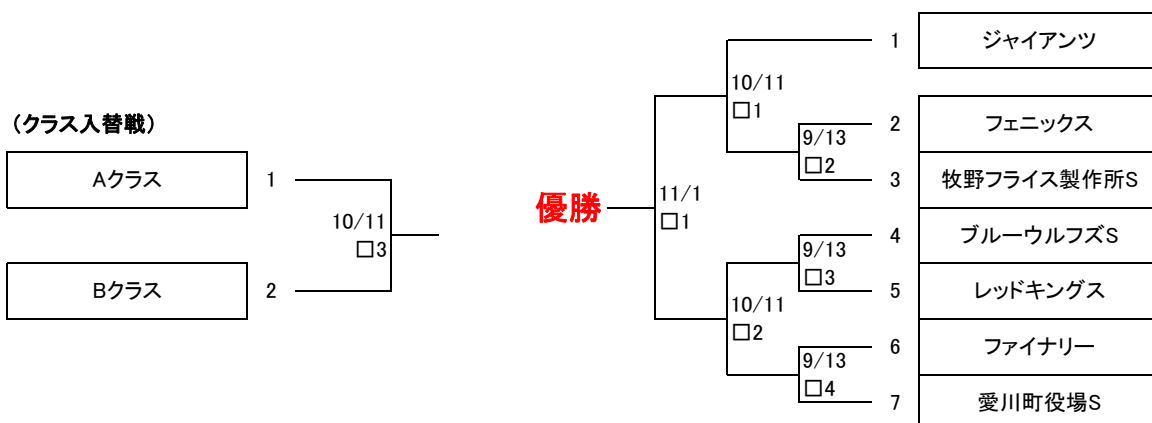 1 ジャイアンツ
10/11
□1
(クラス入替戦)
2 フェニックス
9/13
□2
Aクラス 1
3 牧野フライス製作所S
優勝
11/1
□1
10/11
□3
4 ブルーウルフズS
9/13
□3
Bクラス 2
5 レッドキングス
10/11
□2
6 ファイナリー
9/13
□4
7 愛川町役場S